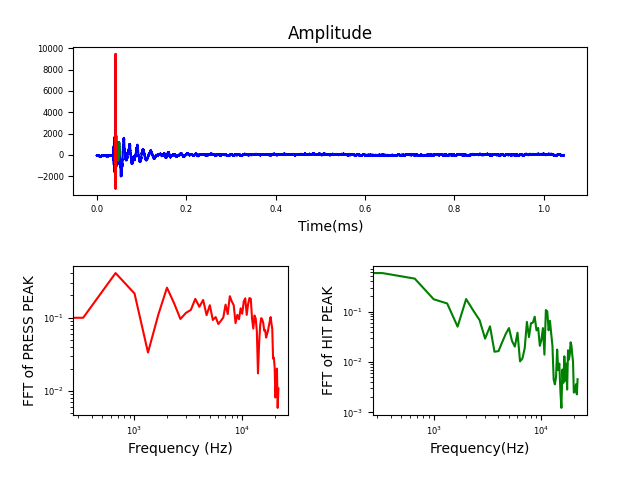 Amplitude
10000
8000
6000
4000
2000
0
−2000
0.0 0.2 0.4 0.6 0.8 1.0
Time(ms)
FFT of PRESS PEAK
10⁻¹
10⁻²
10³ 10⁴
Frequency (Hz)
FFT of HIT PEAK
10⁻¹
10⁻²
10⁻³
10³ 10⁴
Frequency(Hz)